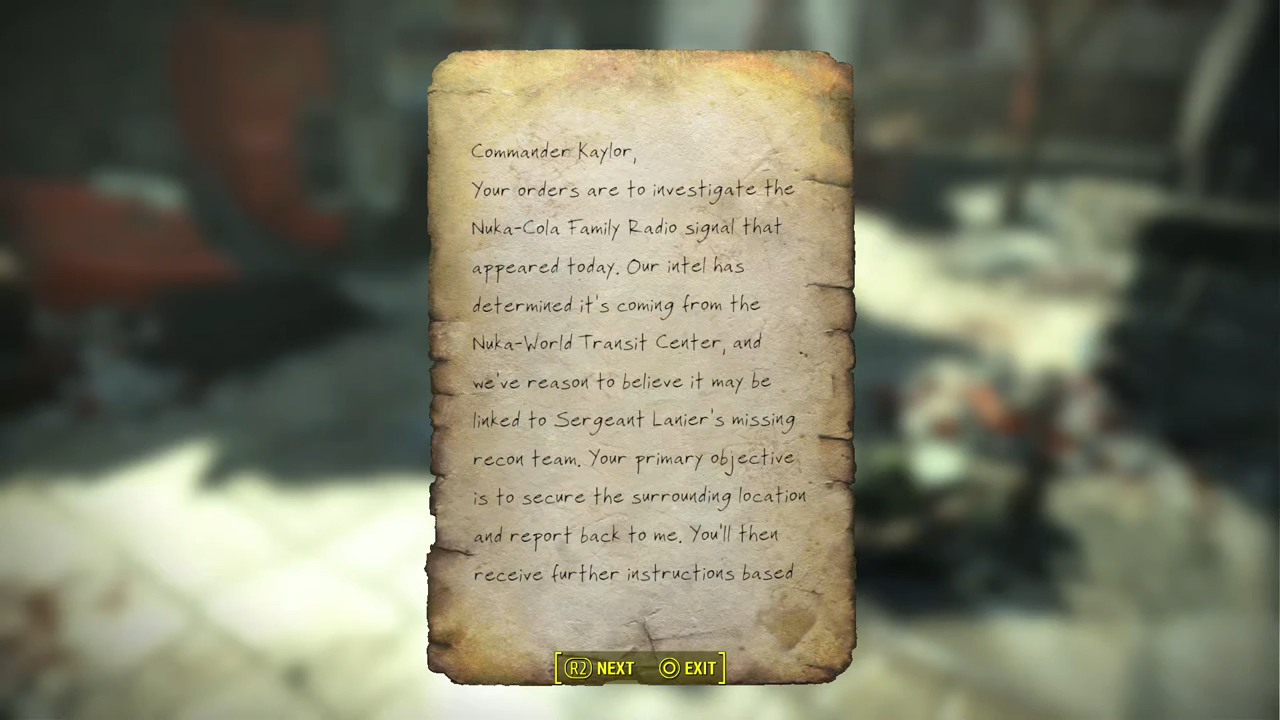 Commander Kaylor,
Your orders are to investigate the
Nuka-Cola Family Radio signal that
appeared today. Our intel has
determined it's coming from the
Nuka-World Transit Center, and
we've reason to believe it may be
linked to Sergeant Lanier's missing
recon team. Your primary objective
is to secure the surrounding location
and report back to me. You'll then
receive further instructions based
R2 NEXT EXIT